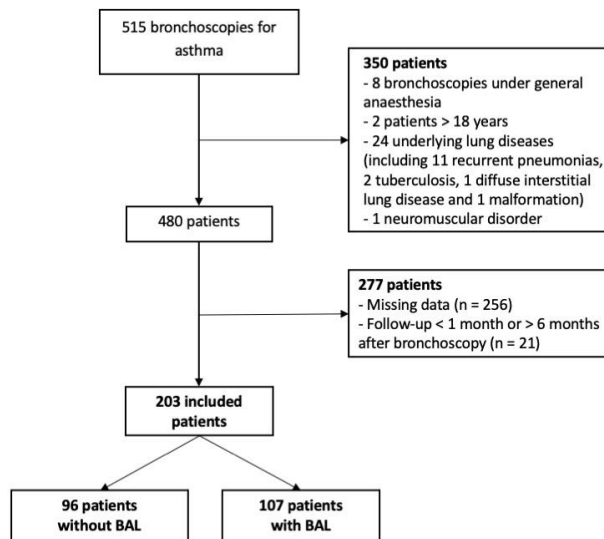 515 bronchoscopies for
asthma
350 patients
- 8 bronchoscopies under general
anaesthesia
- 2 patients > 18 years
- 24 underlying lung diseases
(including 11 recurrent pneumonias,
2 tuberculosis, 1 diffuse interstitial
lung disease and 1 malformation)
- 1 neuromuscular disorder
480 patients
277 patients
- Missing data (n = 256)
- Follow-up < 1 month or > 6 months
after bronchoscopy (n = 21)
203 included
patients
96 patients
without BAL
107 patients
with BAL